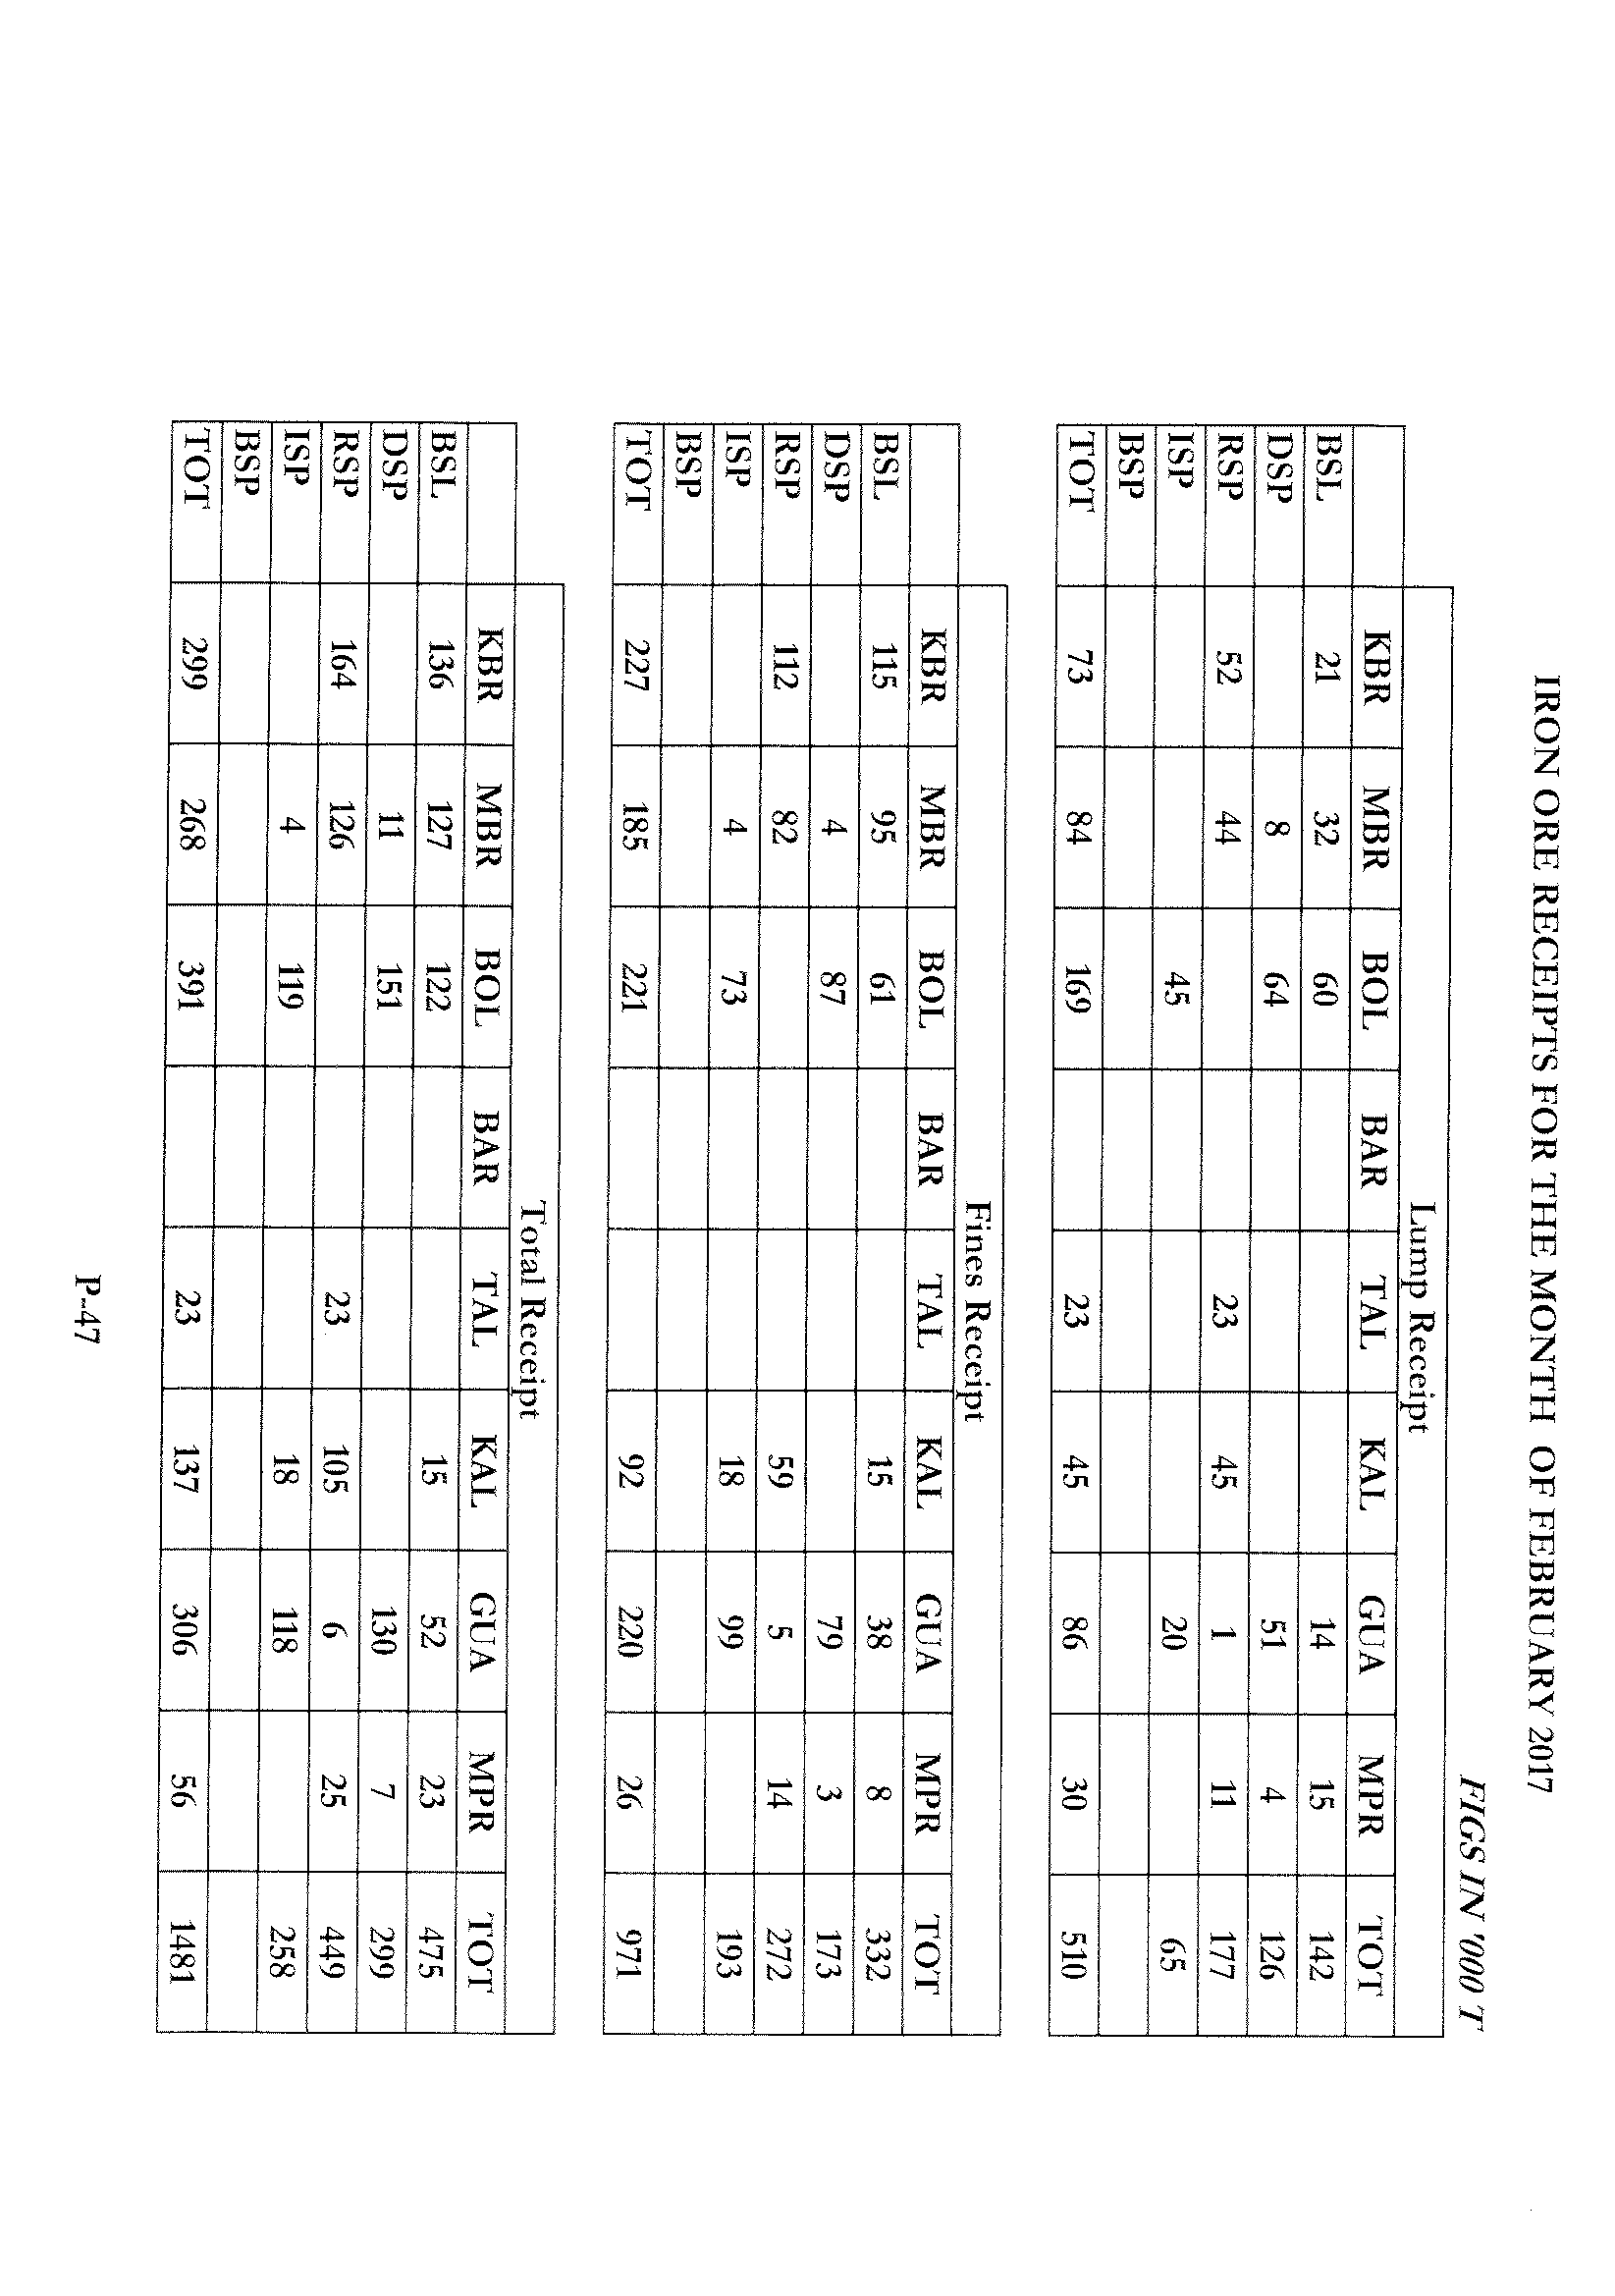 IRON ORE RECEIPTS FOR THE MONTH OF FEBRUARY 2017
FIGS IN '000 T
Lump Receipt
KBR MBR BOL BAR TAL KAL GUA MPR TOT
BSL 21 32 60 14 15 142
DSP 8 64 51 4 126
RSP 52 44 23 45 1 11 177
ISP 45 20 65
BSP
TOT 73 84 169 23 45 86 30 510
Fines Receipt
KBR MBR BOL BAR TAL KAL GUA MPR TOT
BSL 115 95 61 15 38 8 332
DSP 4 87 79 3 173
RSP 112 82 59 5 14 272
ISP 4 73 18 99 193
BSP
TOT 227 185 221 92 220 26 971
Total Receipt
KBR MBR BOL BAR TAL KAL GUA MPR TOT
BSL 136 127 122 15 52 23 475
DSP 11 151 130 7 299
RSP 164 126 23 105 6 25 449
ISP 4 119 18 118 258
BSP
TOT 299 268 391 23 137 306 56 1481
P-47